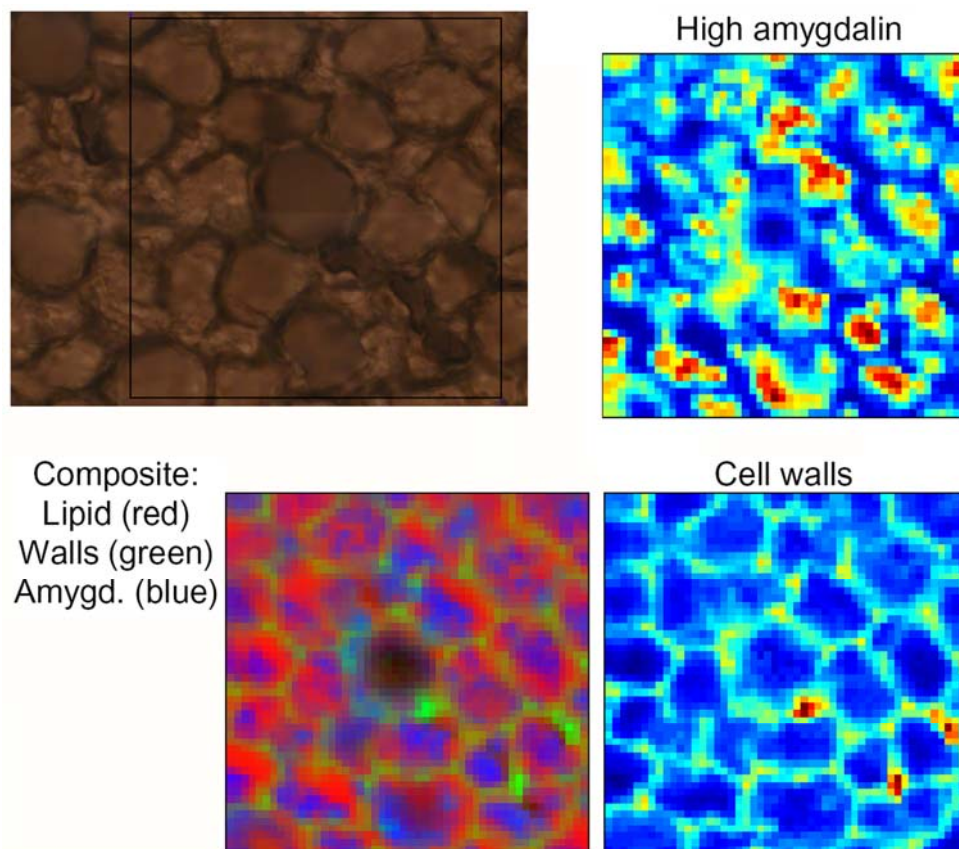 High amygdalin
Composite:
Lipid (red)
Walls (green)
Amygd. (blue)
Cell walls